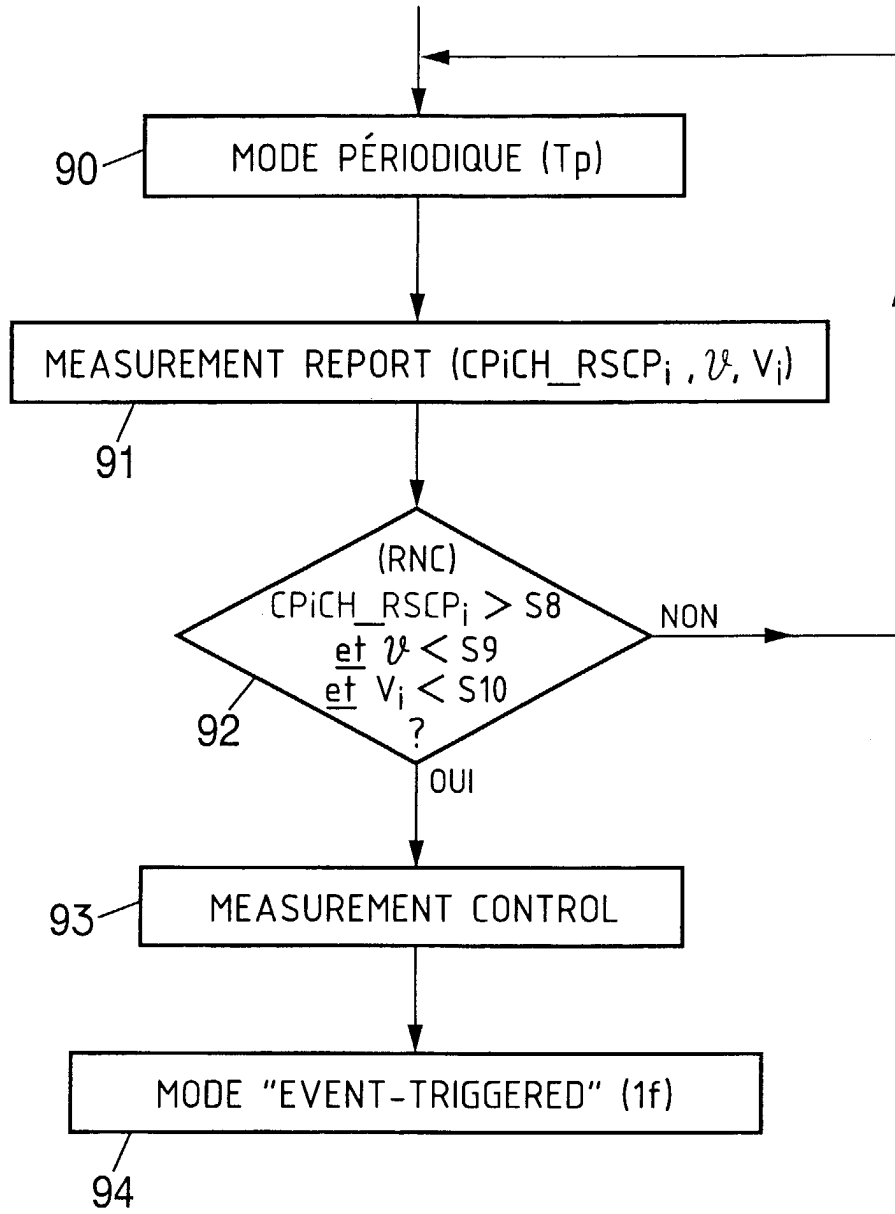 90
MODE PÉRIODIQUE (Tp)
MEASUREMENT REPORT (CPiCH_RSCPi , 𝑣, Vi)
91
(RNC)
CPiCH_RSCPi > S8
et 𝑣 < S9
et Vi < S10
?
NON
92
OUI
93
MEASUREMENT CONTROL
MODE "EVENT-TRIGGERED" (1f)
94